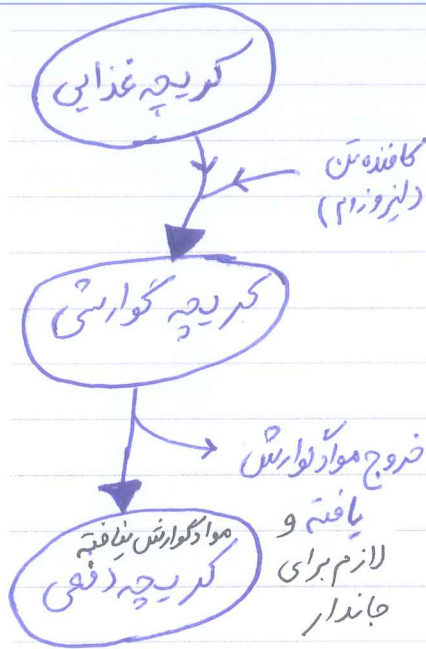 کریچه غذایی
کافنده تن
(لیزوزوم)
کریچه گوارشی
خروج مواد گوارش
یافته و
لازم برای
جاندار
مواد گوارش نیافته
کریچه دفعی